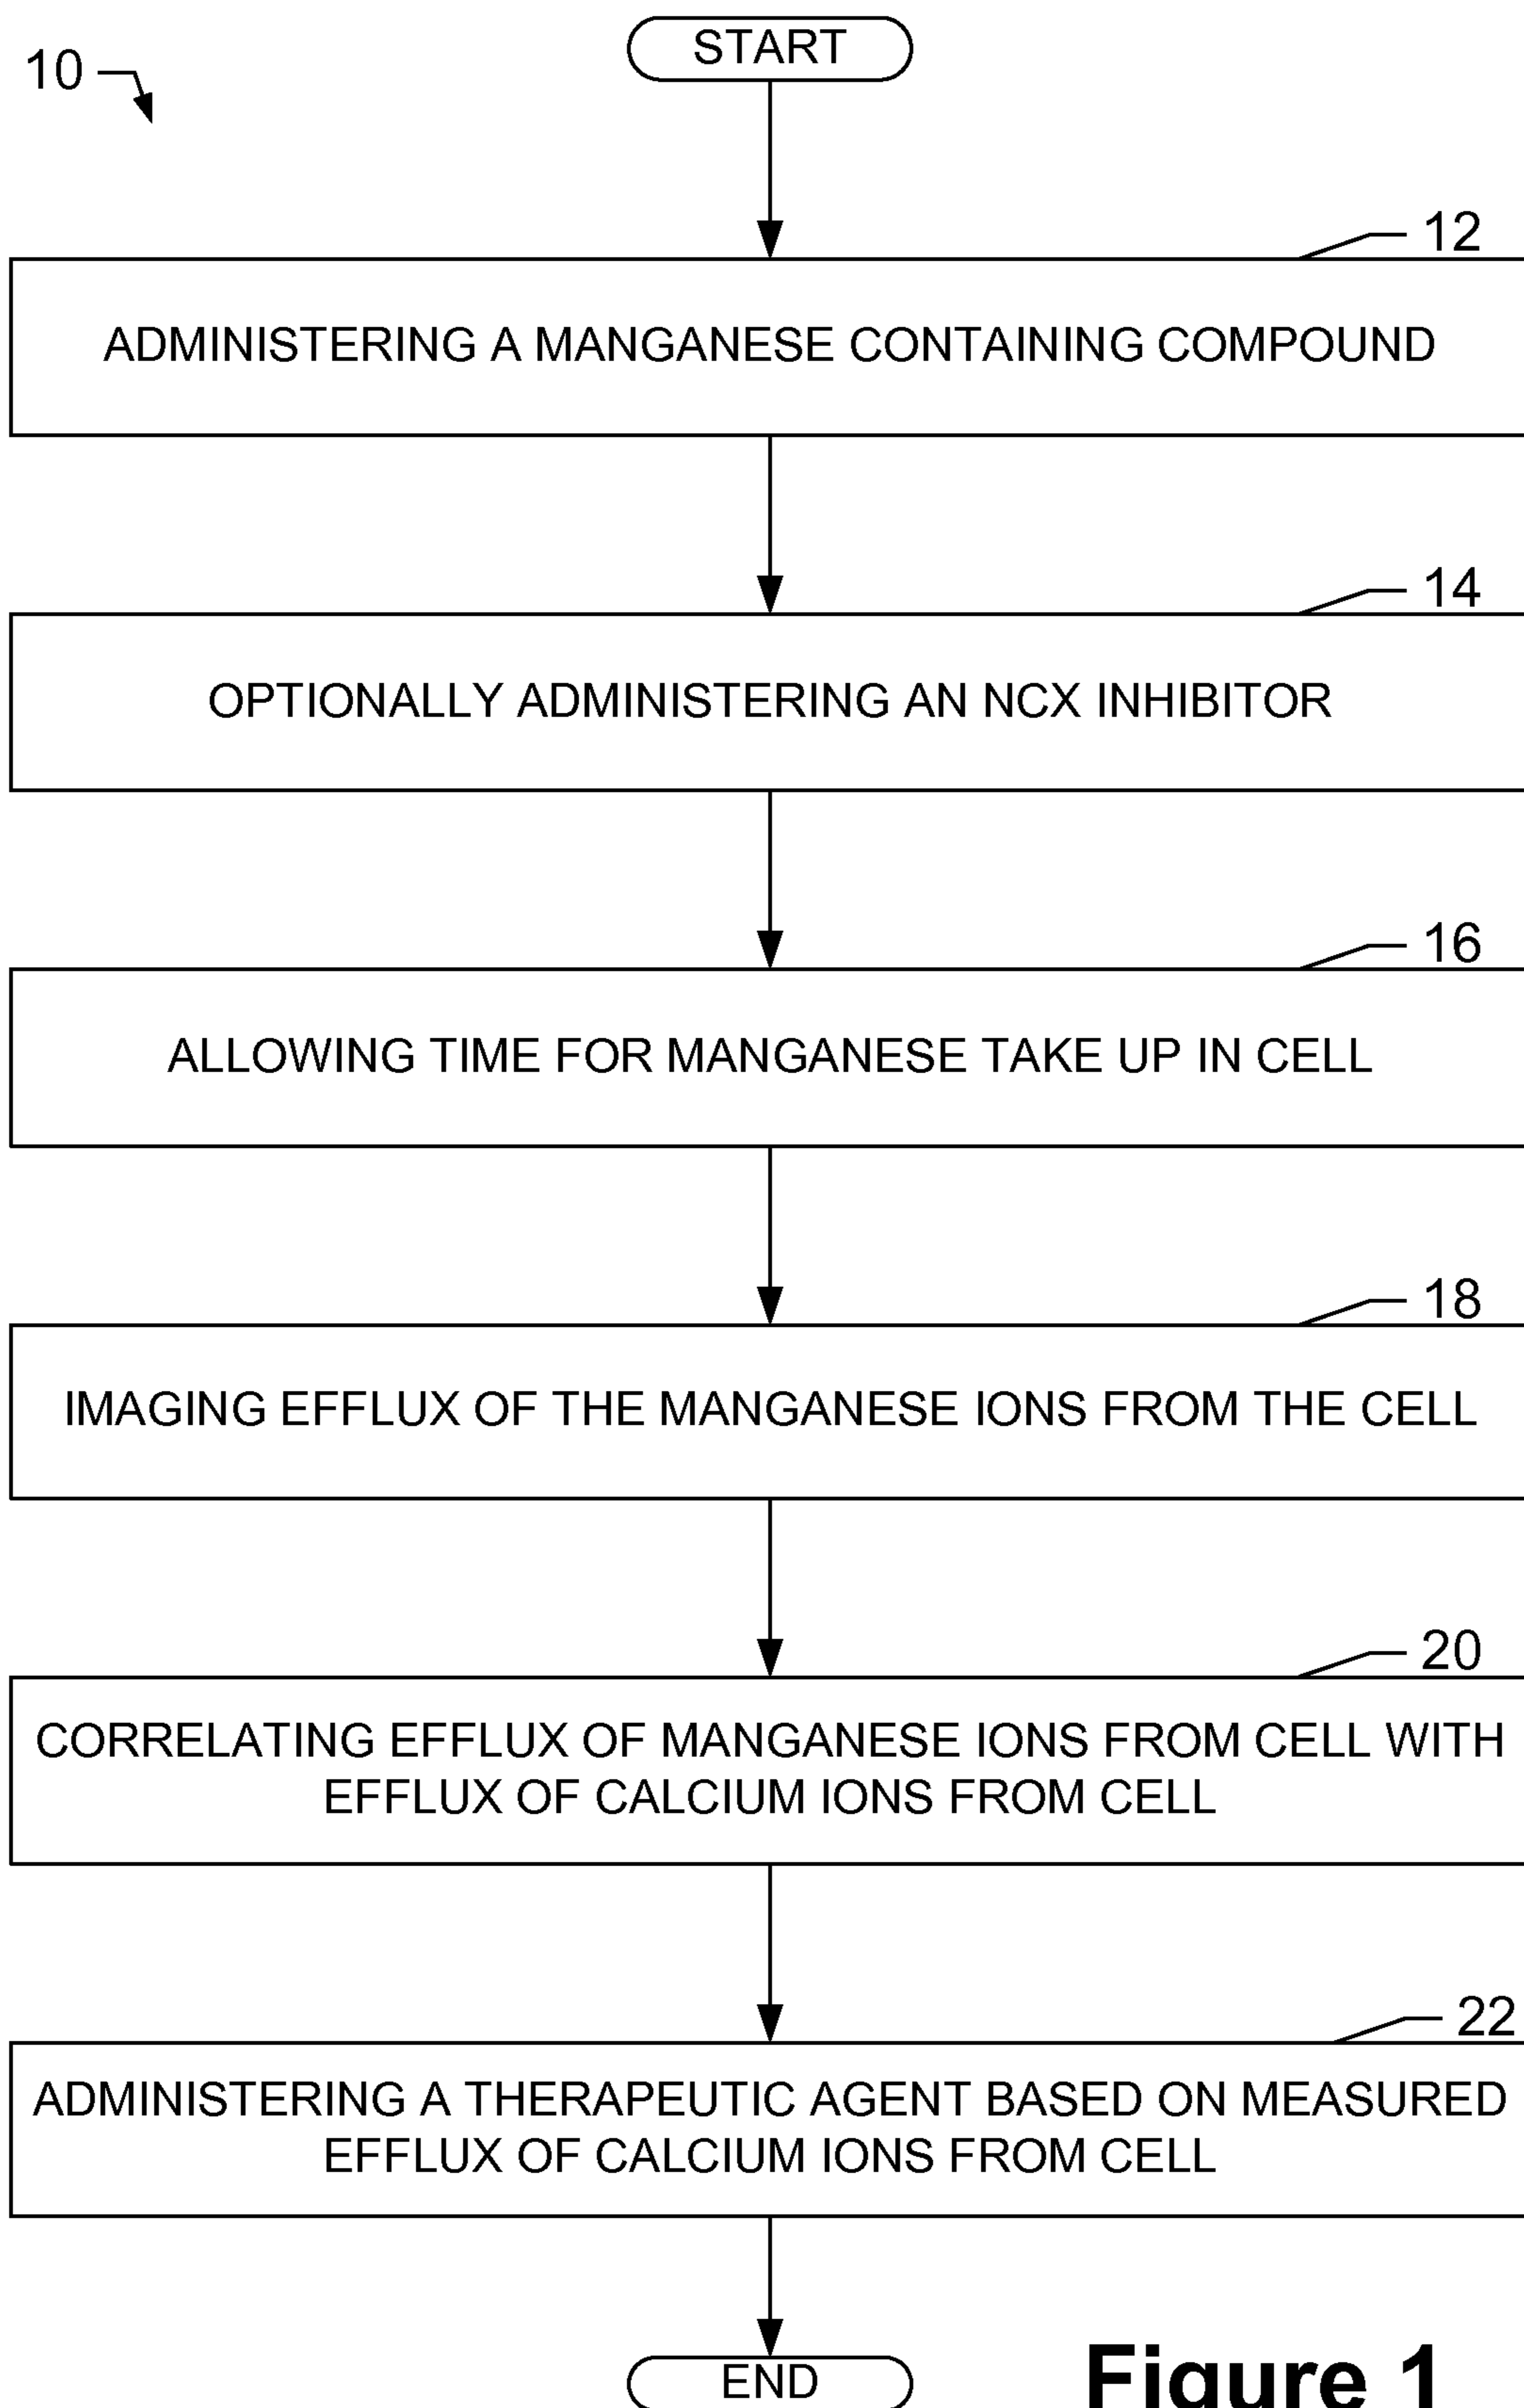 START
10
12
ADMINISTERING A MANGANESE CONTAINING COMPOUND
14
OPTIONALLY ADMINISTERING AN NCX INHIBITOR
16
ALLOWING TIME FOR MANGANESE TAKE UP IN CELL
18
IMAGING EFFLUX OF THE MANGANESE IONS FROM THE CELL
20
CORRELATING EFFLUX OF MANGANESE IONS FROM CELL WITH
EFFLUX OF CALCIUM IONS FROM CELL
22
ADMINISTERING A THERAPEUTIC AGENT BASED ON MEASURED
EFFLUX OF CALCIUM IONS FROM CELL
END
Figure 1